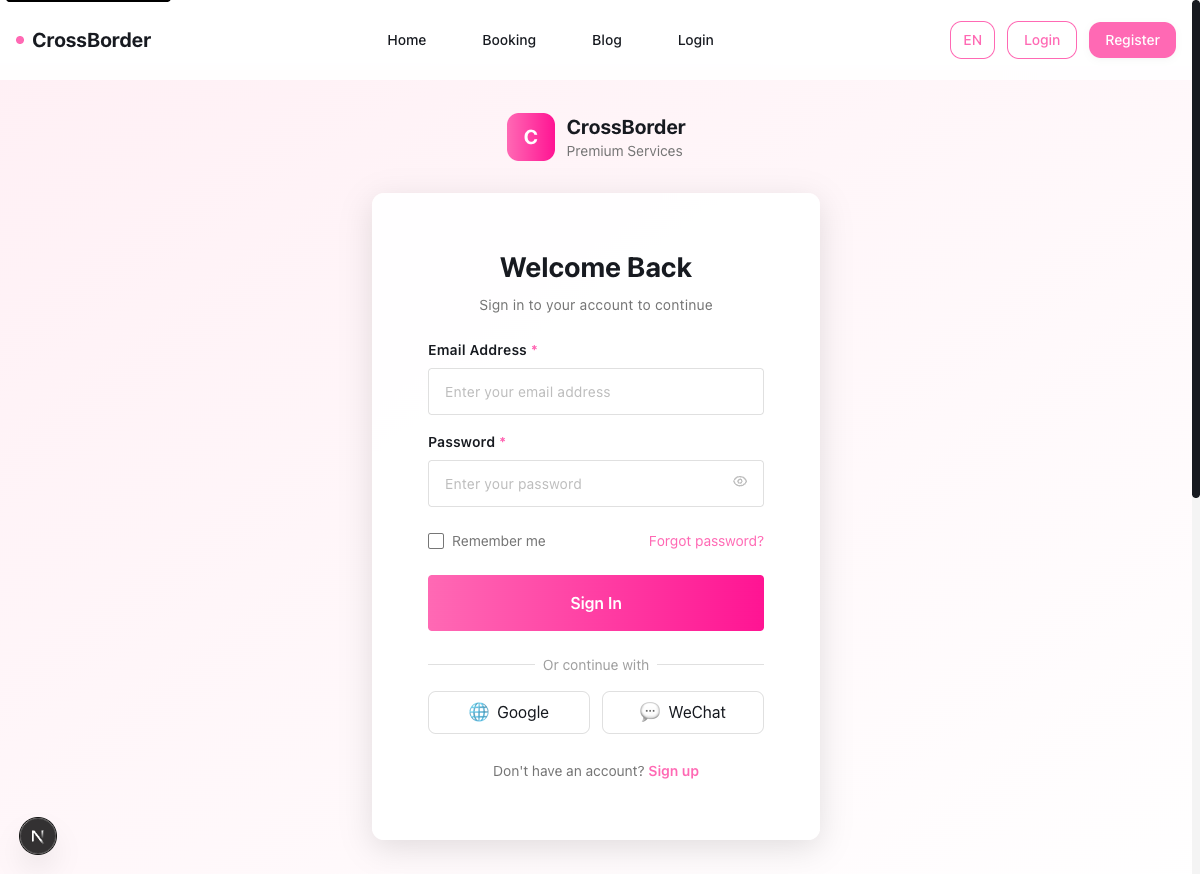 CrossBorder
Home Booking Blog Login
EN Login Register
C
CrossBorder
Premium Services
Welcome Back
Sign in to your account to continue
Email Address *
Enter your email address
Password *
Enter your password
Remember me Forgot password?
Sign In
Or continue with
Google WeChat
Don't have an account? Sign up
N